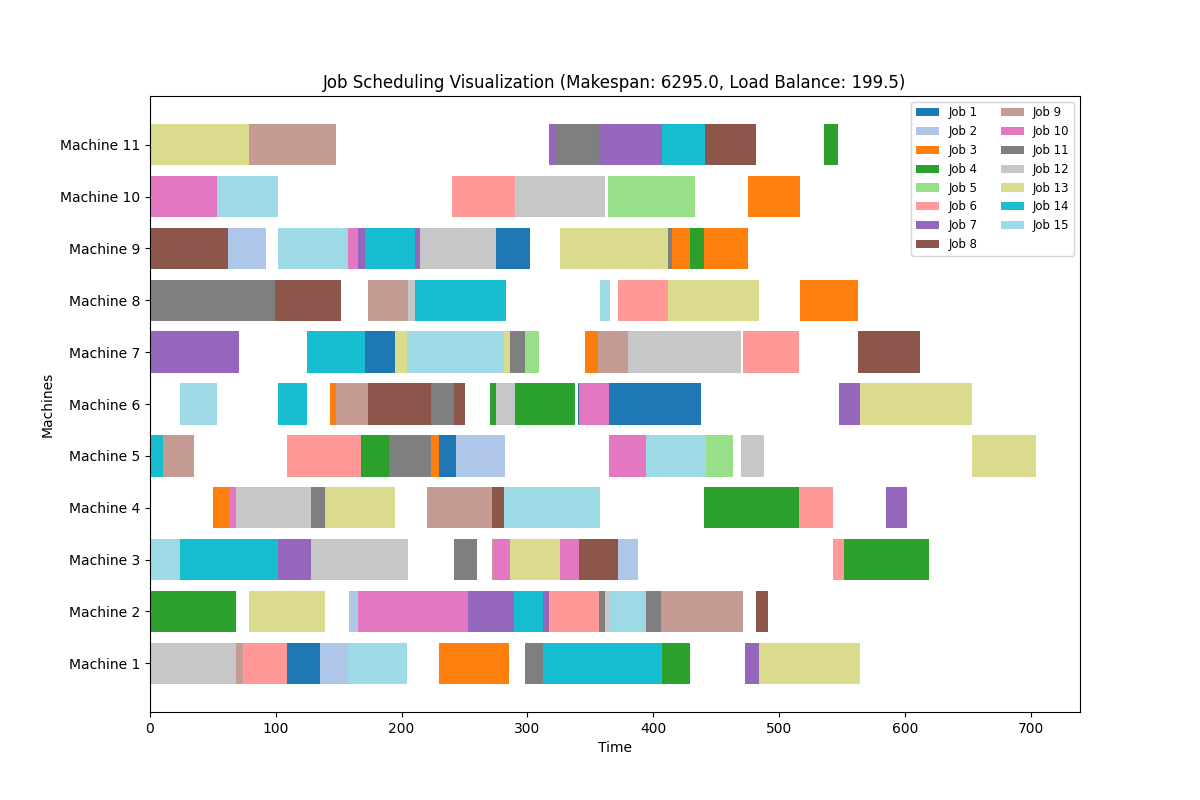 Job Scheduling Visualization (Makespan: 6295.0, Load Balance: 199.5)
Job 1
Job 2
Job 3
Job 4
Job 5
Job 6
Job 7
Job 8
Job 9
Job 10
Job 11
Job 12
Job 13
Job 14
Job 15
Machines
Machine 11
Machine 10
Machine 9
Machine 8
Machine 7
Machine 6
Machine 5
Machine 4
Machine 3
Machine 2
Machine 1
0 100 200 300 400 500 600 700
Time